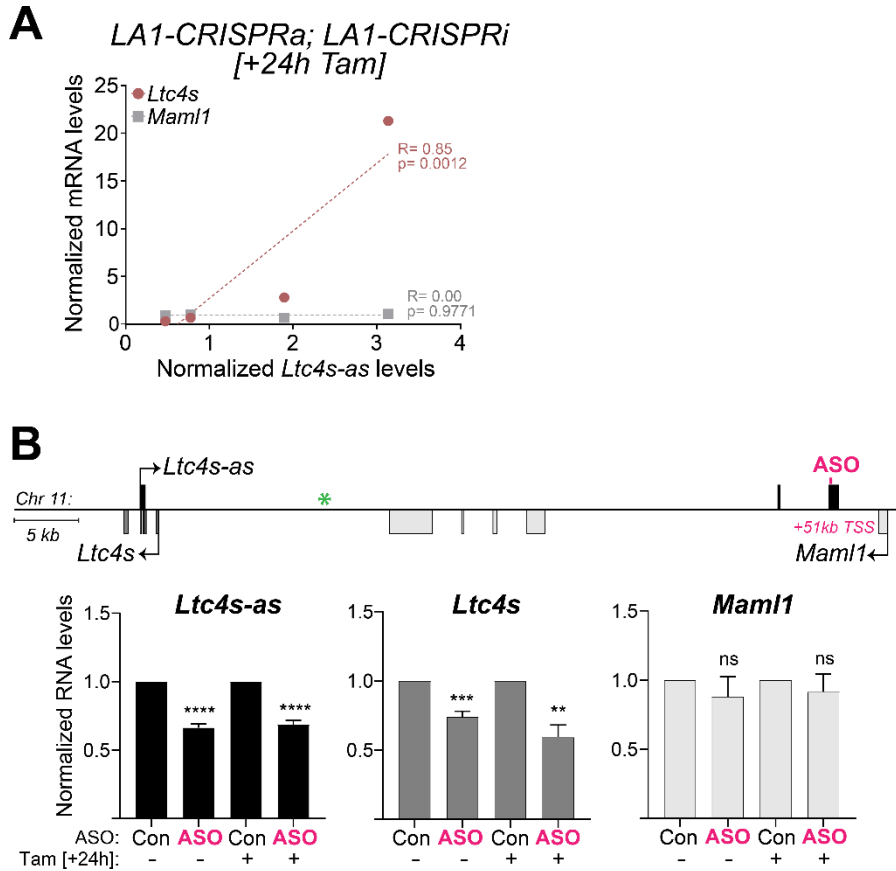 A
LA1-CRISPRa; LA1-CRISPRi
[+24h Tam]
Normalized mRNA levels
25
20
15
10
5
0
Ltc4s
Maml1
R= 0.85
p= 0.0012
R= 0.00
p= 0.9771
0 1 2 3 4
Normalized Ltc4s-as levels
B
Ltc4s-as
ASO
Chr 11:
*
5 kb
+51kb TSS
Ltc4s
Maml1
Normalized RNA levels
Ltc4s-as
1.5
1.0
0.5
**** ****
Ltc4s
1.5
1.0
0.5
*** **
Maml1
1.5
1.0
0.5
ns ns
ASO: Con ASO Con ASO Con ASO Con ASO Con ASO Con ASO
Tam [+24h]: - - + + - - + + - - + +